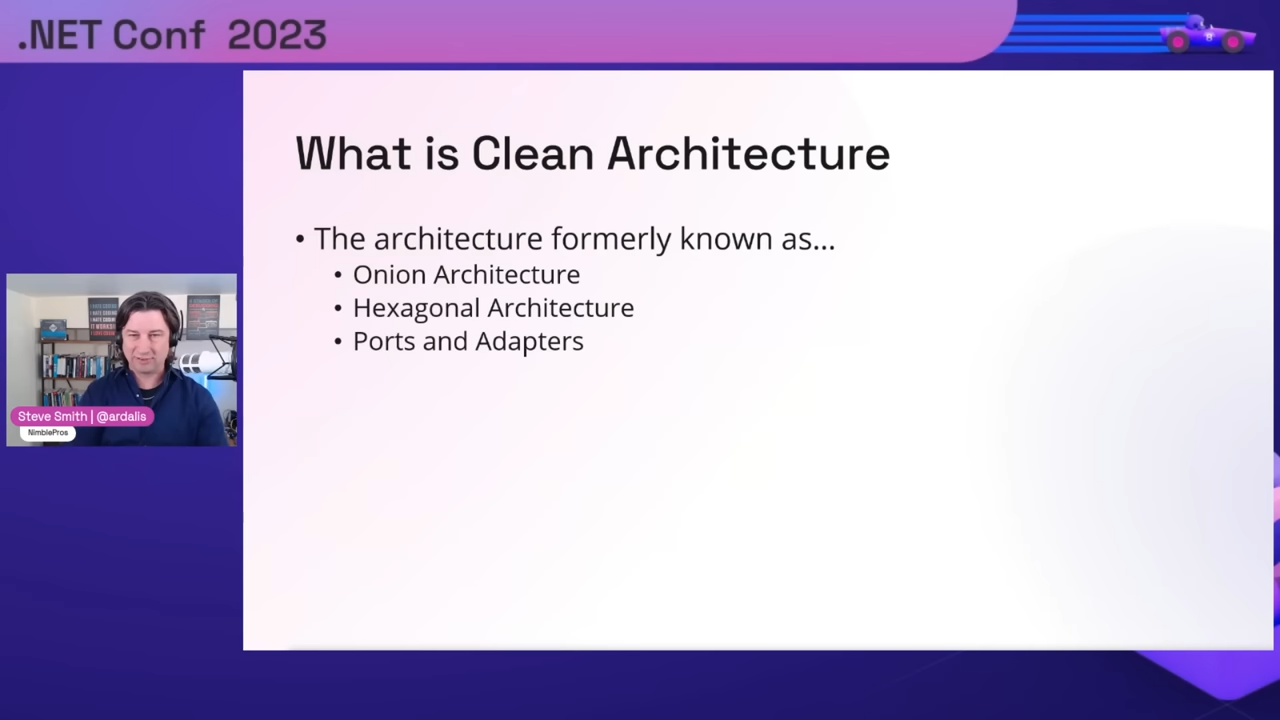 .NET Conf 2023
What is Clean Architecture
• The architecture formerly known as...
• Onion Architecture
• Hexagonal Architecture
• Ports and Adapters
Steve Smith | @ardalis
NimblePros
8